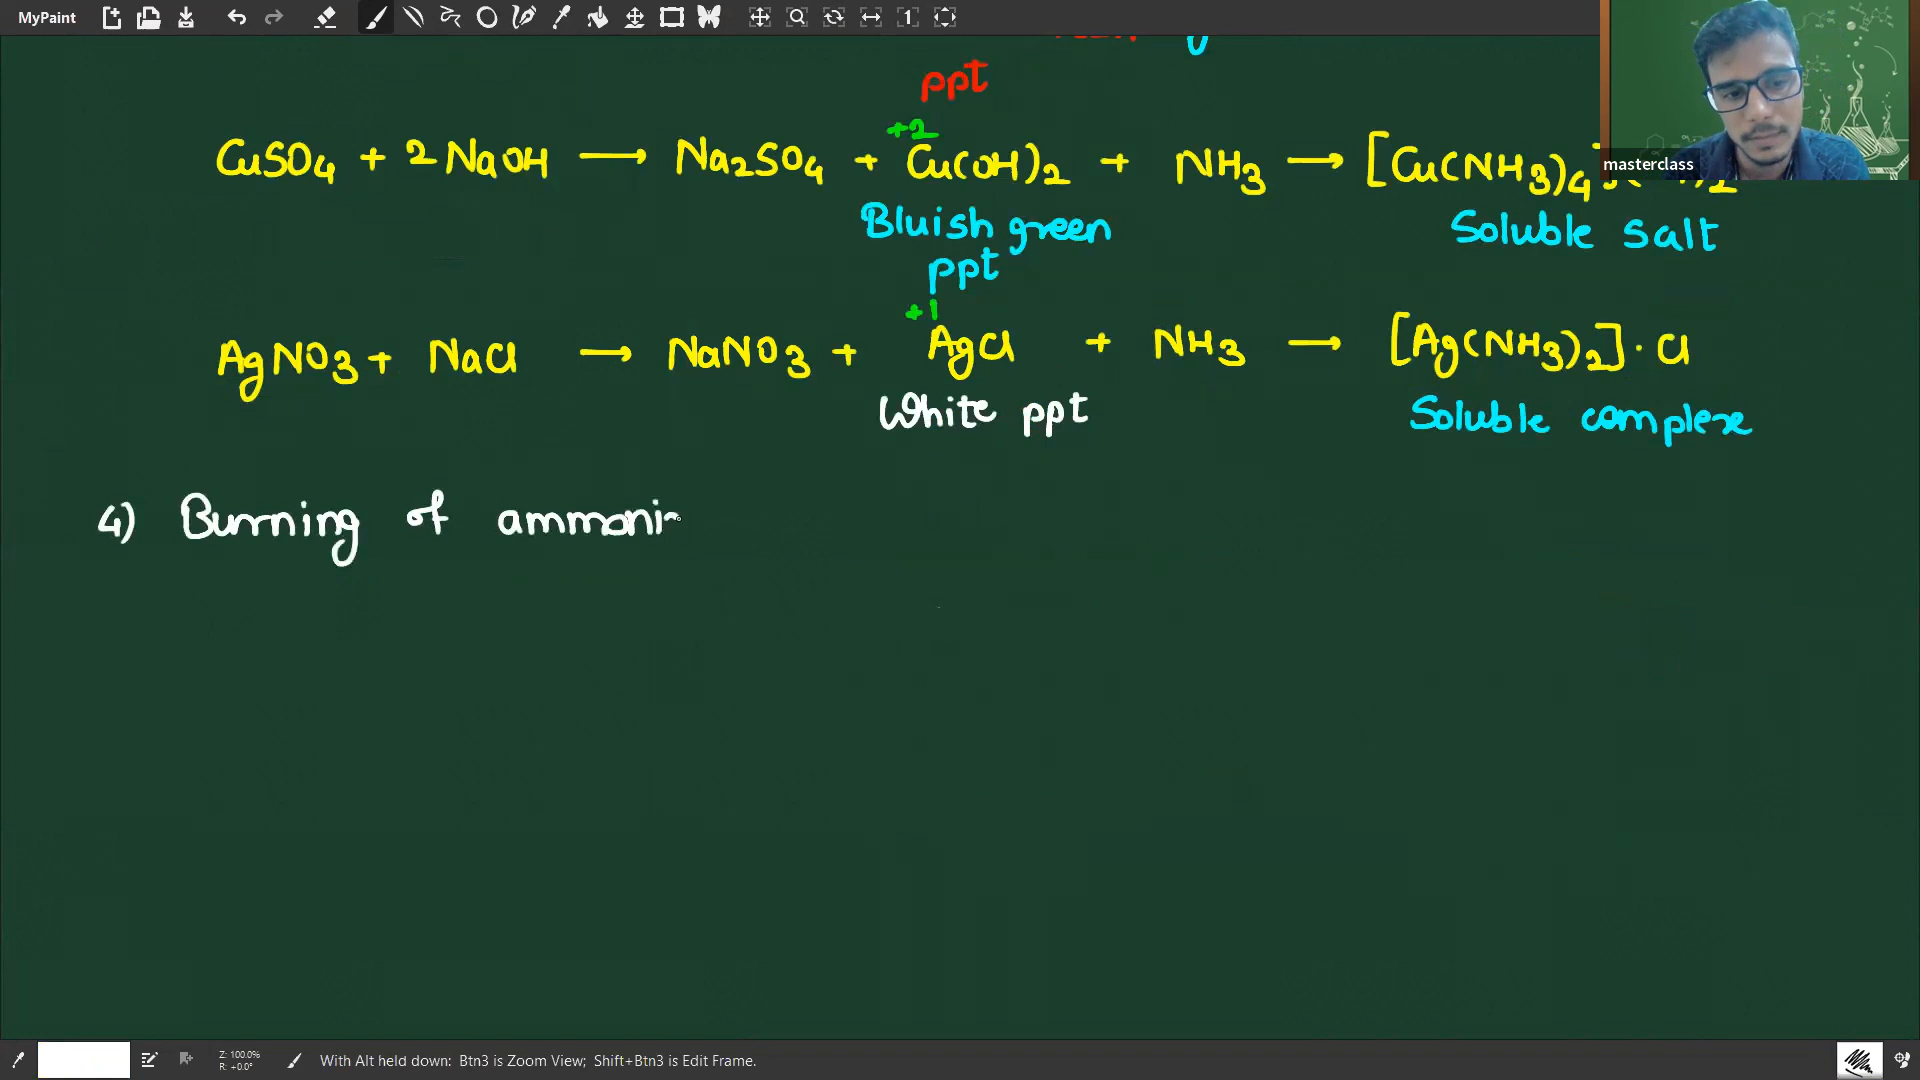 MyPaint
1
ppt
+2
CuSO4 + 2NaOH → Na2SO4 + Cu(OH)2 + NH3 → [Cu(NH3)4
masterclass
Bluish green Soluble salt
ppt
+1
AgNO3 + NaCl → NaNO3 + AgCl + NH3 → [Ag(NH3)2]·Cl
White ppt Soluble complex
4) Burning of ammoni
Z: 100.0%
R: +0.0°
With Alt held down: Btn3 is Zoom View; Shift+Btn3 is Edit Frame.